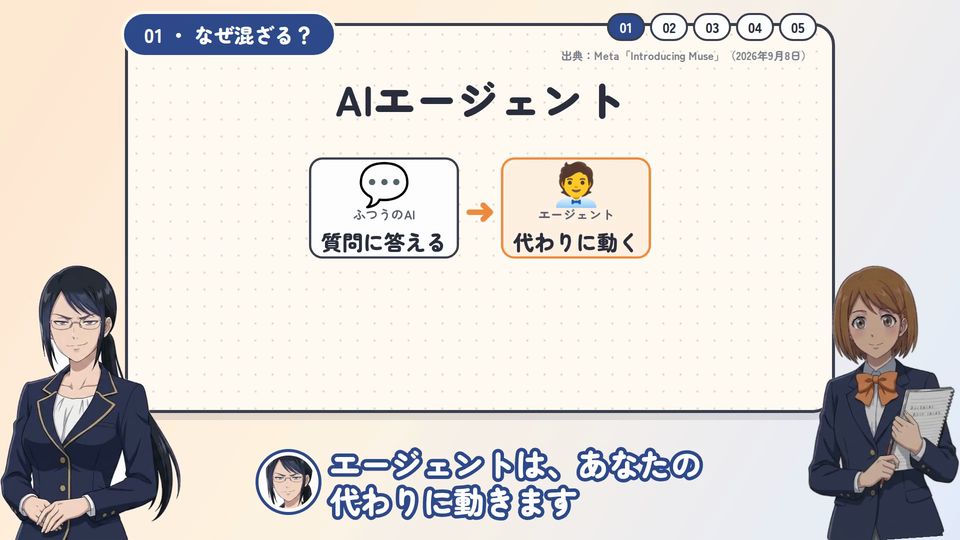 01 ・ なぜ混ざる？
01 02 03 04 05
出典：Meta「Introducing Muse」（2026年9月8日）
AIエージェント
ふつうのAI
質問に答える
エージェント
代わりに動く
エージェントは、あなたの
代わりに動きます